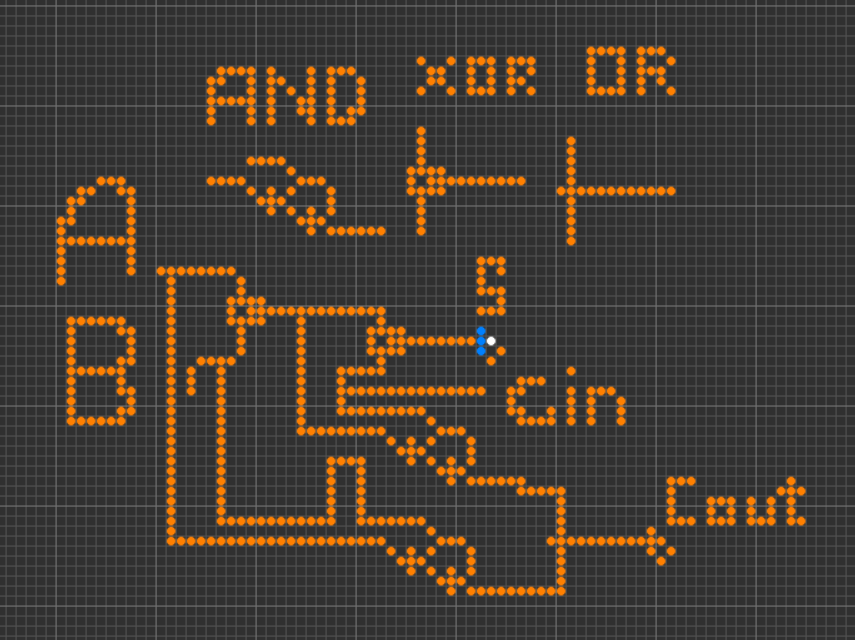 AND XOR OR
A
S
B
Cin
Cout